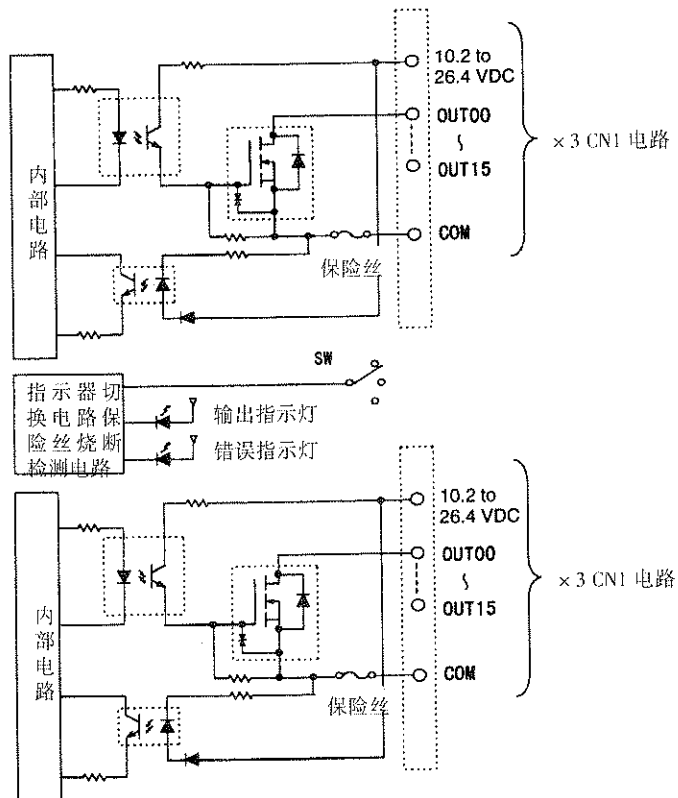 10.2 to
26.4 VDC
OUT00
∼
OUT15
COM
× 3 CN1 电路
内部电路
保险丝
SW
指示器切
换电路保
险丝烧断
检测电路
输出指示灯
错误指示灯
10.2 to
26.4 VDC
OUT00
∼
OUT15
COM
× 3 CN1 电路
内部电路
保险丝